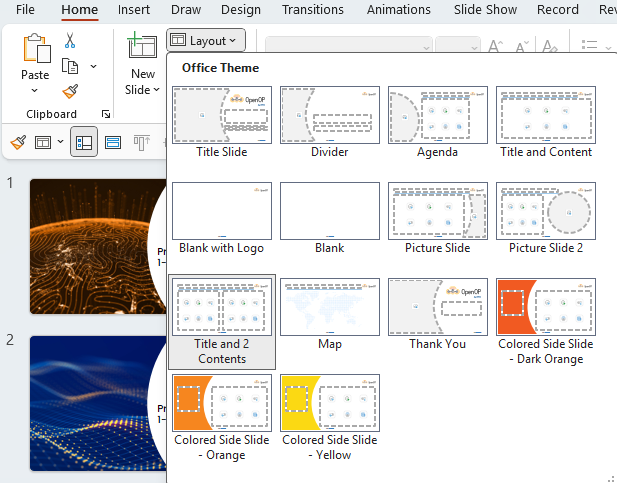 File Home Insert Draw Design Transitions Animations Slide Show Record
Layout
Paste
New
Slide
Clipboard
Office Theme
OpenOP
Title Slide
Divider
Agenda
Title and Content
Blank with Logo
Blank
Picture Slide
Picture Slide 2
Title and 2
Contents
Map
OpenOP
Thank You
Colored Side Slide
- Dark Orange
Colored Side Slide
- Orange
Colored Side Slide
- Yellow
1
2